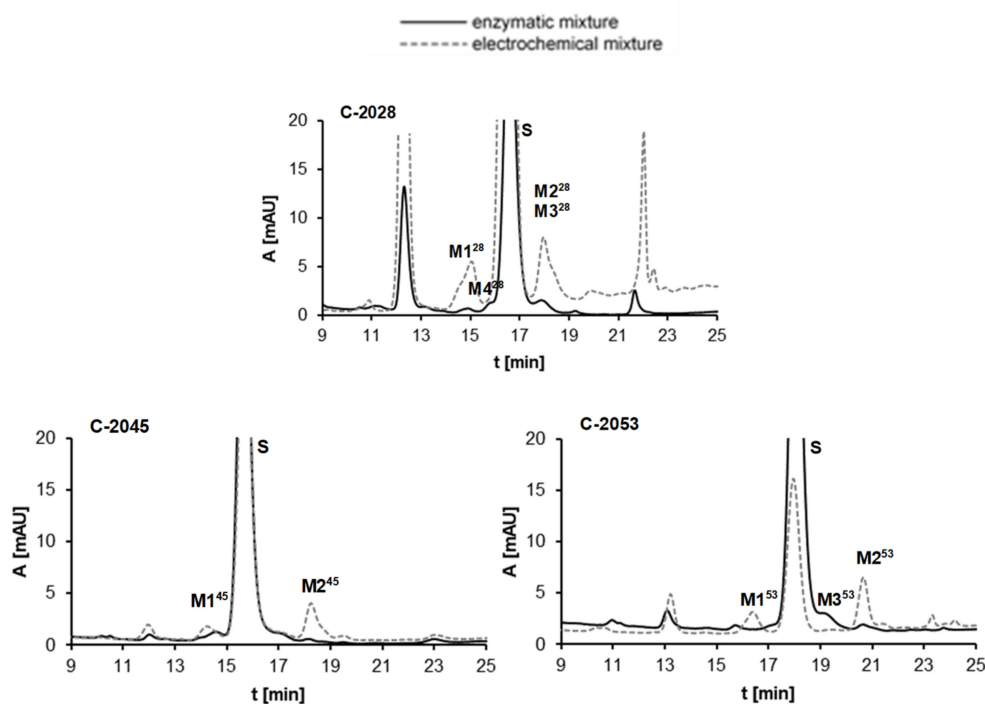 enzymatic mixture
electrochemical mixture
C-2028
A [mAU]
20
15
10
5
0
S
M1²⁸
M4²⁸
M2²⁸
M3²⁸
9 11 13 15 17 19 21 23 25
t [min]
C-2045
A [mAU]
20
15
10
5
0
S
M1⁴⁵
M2⁴⁵
9 11 13 15 17 19 21 23 25
t [min]
C-2053
A [mAU]
20
15
10
5
0
S
M1⁵³
M3⁵³
M2⁵³
9 11 13 15 17 19 21 23 25
t [min]